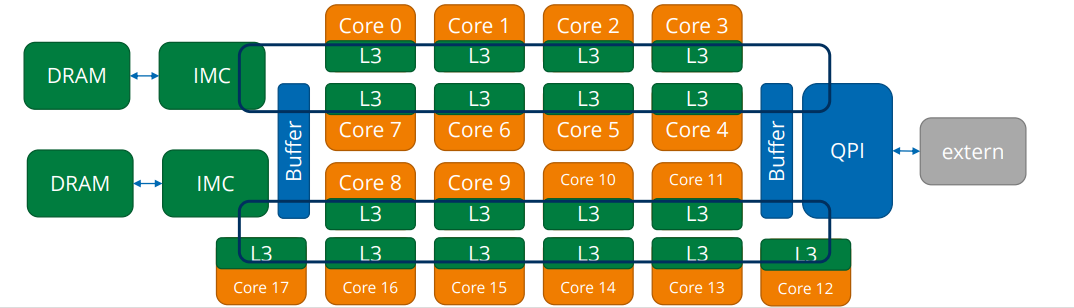 Core 0
Core 1
Core 2
Core 3
L3
L3
L3
L3
DRAM
IMC
L3
L3
L3
L3
Core 7
Core 6
Core 5
Core 4
Buffer
Buffer
QPI
extern
DRAM
IMC
Core 8
Core 9
Core 10
Core 11
L3
L3
L3
L3
L3
L3
L3
L3
L3
L3
Core 17
Core 16
Core 15
Core 14
Core 13
Core 12